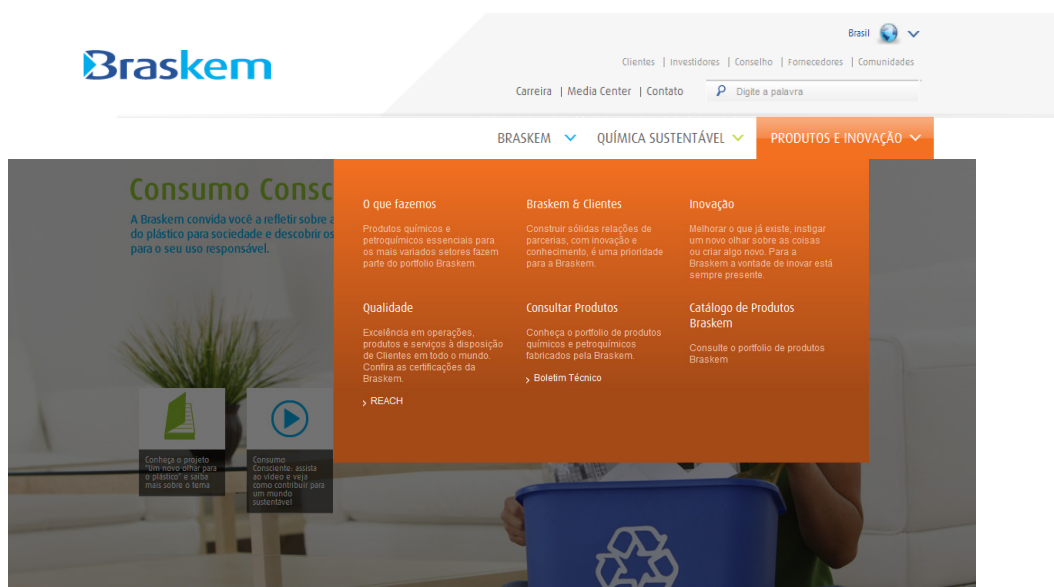 Brasil
Braskem
Clientes | Investidores | Conselho | Fornecedores | Comunidades
Carreira | Media Center | Contato
Digite a palavra
BRASKEM
QUÍMICA SUSTENTÁVEL
PRODUTOS E INOVAÇÃO
Consumo Consc
A Braskem convida você a refletir sobre a
do plástico para sociedade e descobrir os
para o seu uso responsável.
O que fazemos
Produtos químicos e
petroquímicos essenciais para
os mais variados setores fazem
parte do portfolio Braskem.
Braskem & Clientes
Construir sólidas relações de
parcerias, com inovação e
conhecimento, é uma prioridade
para a Braskem.
Inovação
Melhorar o que já existe, instigar
um novo olhar sobre as coisas
ou criar algo novo. Para a
Braskem a vontade de inovar está
sempre presente.
Qualidade
Excelência em operações,
produtos e serviços à disposição
de Clientes em todo o mundo.
Confira as certificações da
Braskem.
› REACH
Consultar Produtos
Conheça o portfolio de produtos
químicos e petroquímicos
fabricados pela Braskem.
› Boletim Técnico
Catálogo de Produtos
Braskem
Consulte o portfolio de produtos
Braskem
Conheça o projeto
"um novo olhar para
o plástico" e saiba
mais sobre o tema
Consumo
Consciente: assista
ao vídeo e veja
como contribuir para
um mundo
sustentável